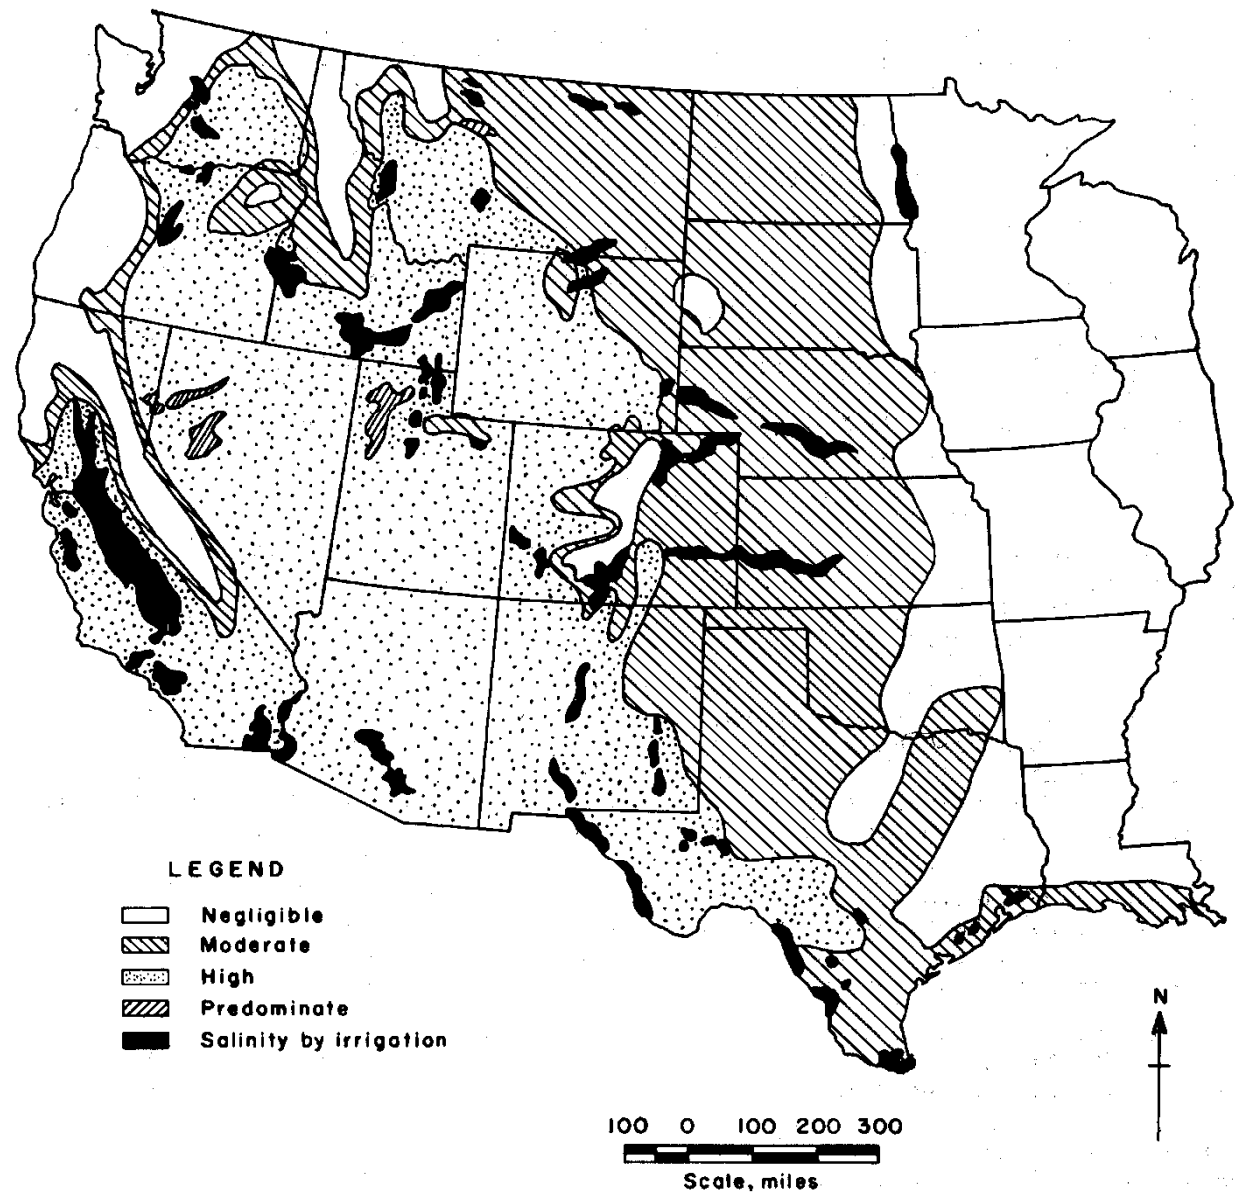 LEGEND
Negligible
Moderate
High
Predominate
Salinity by irrigation
N
100 0 100 200 300
Scale, miles